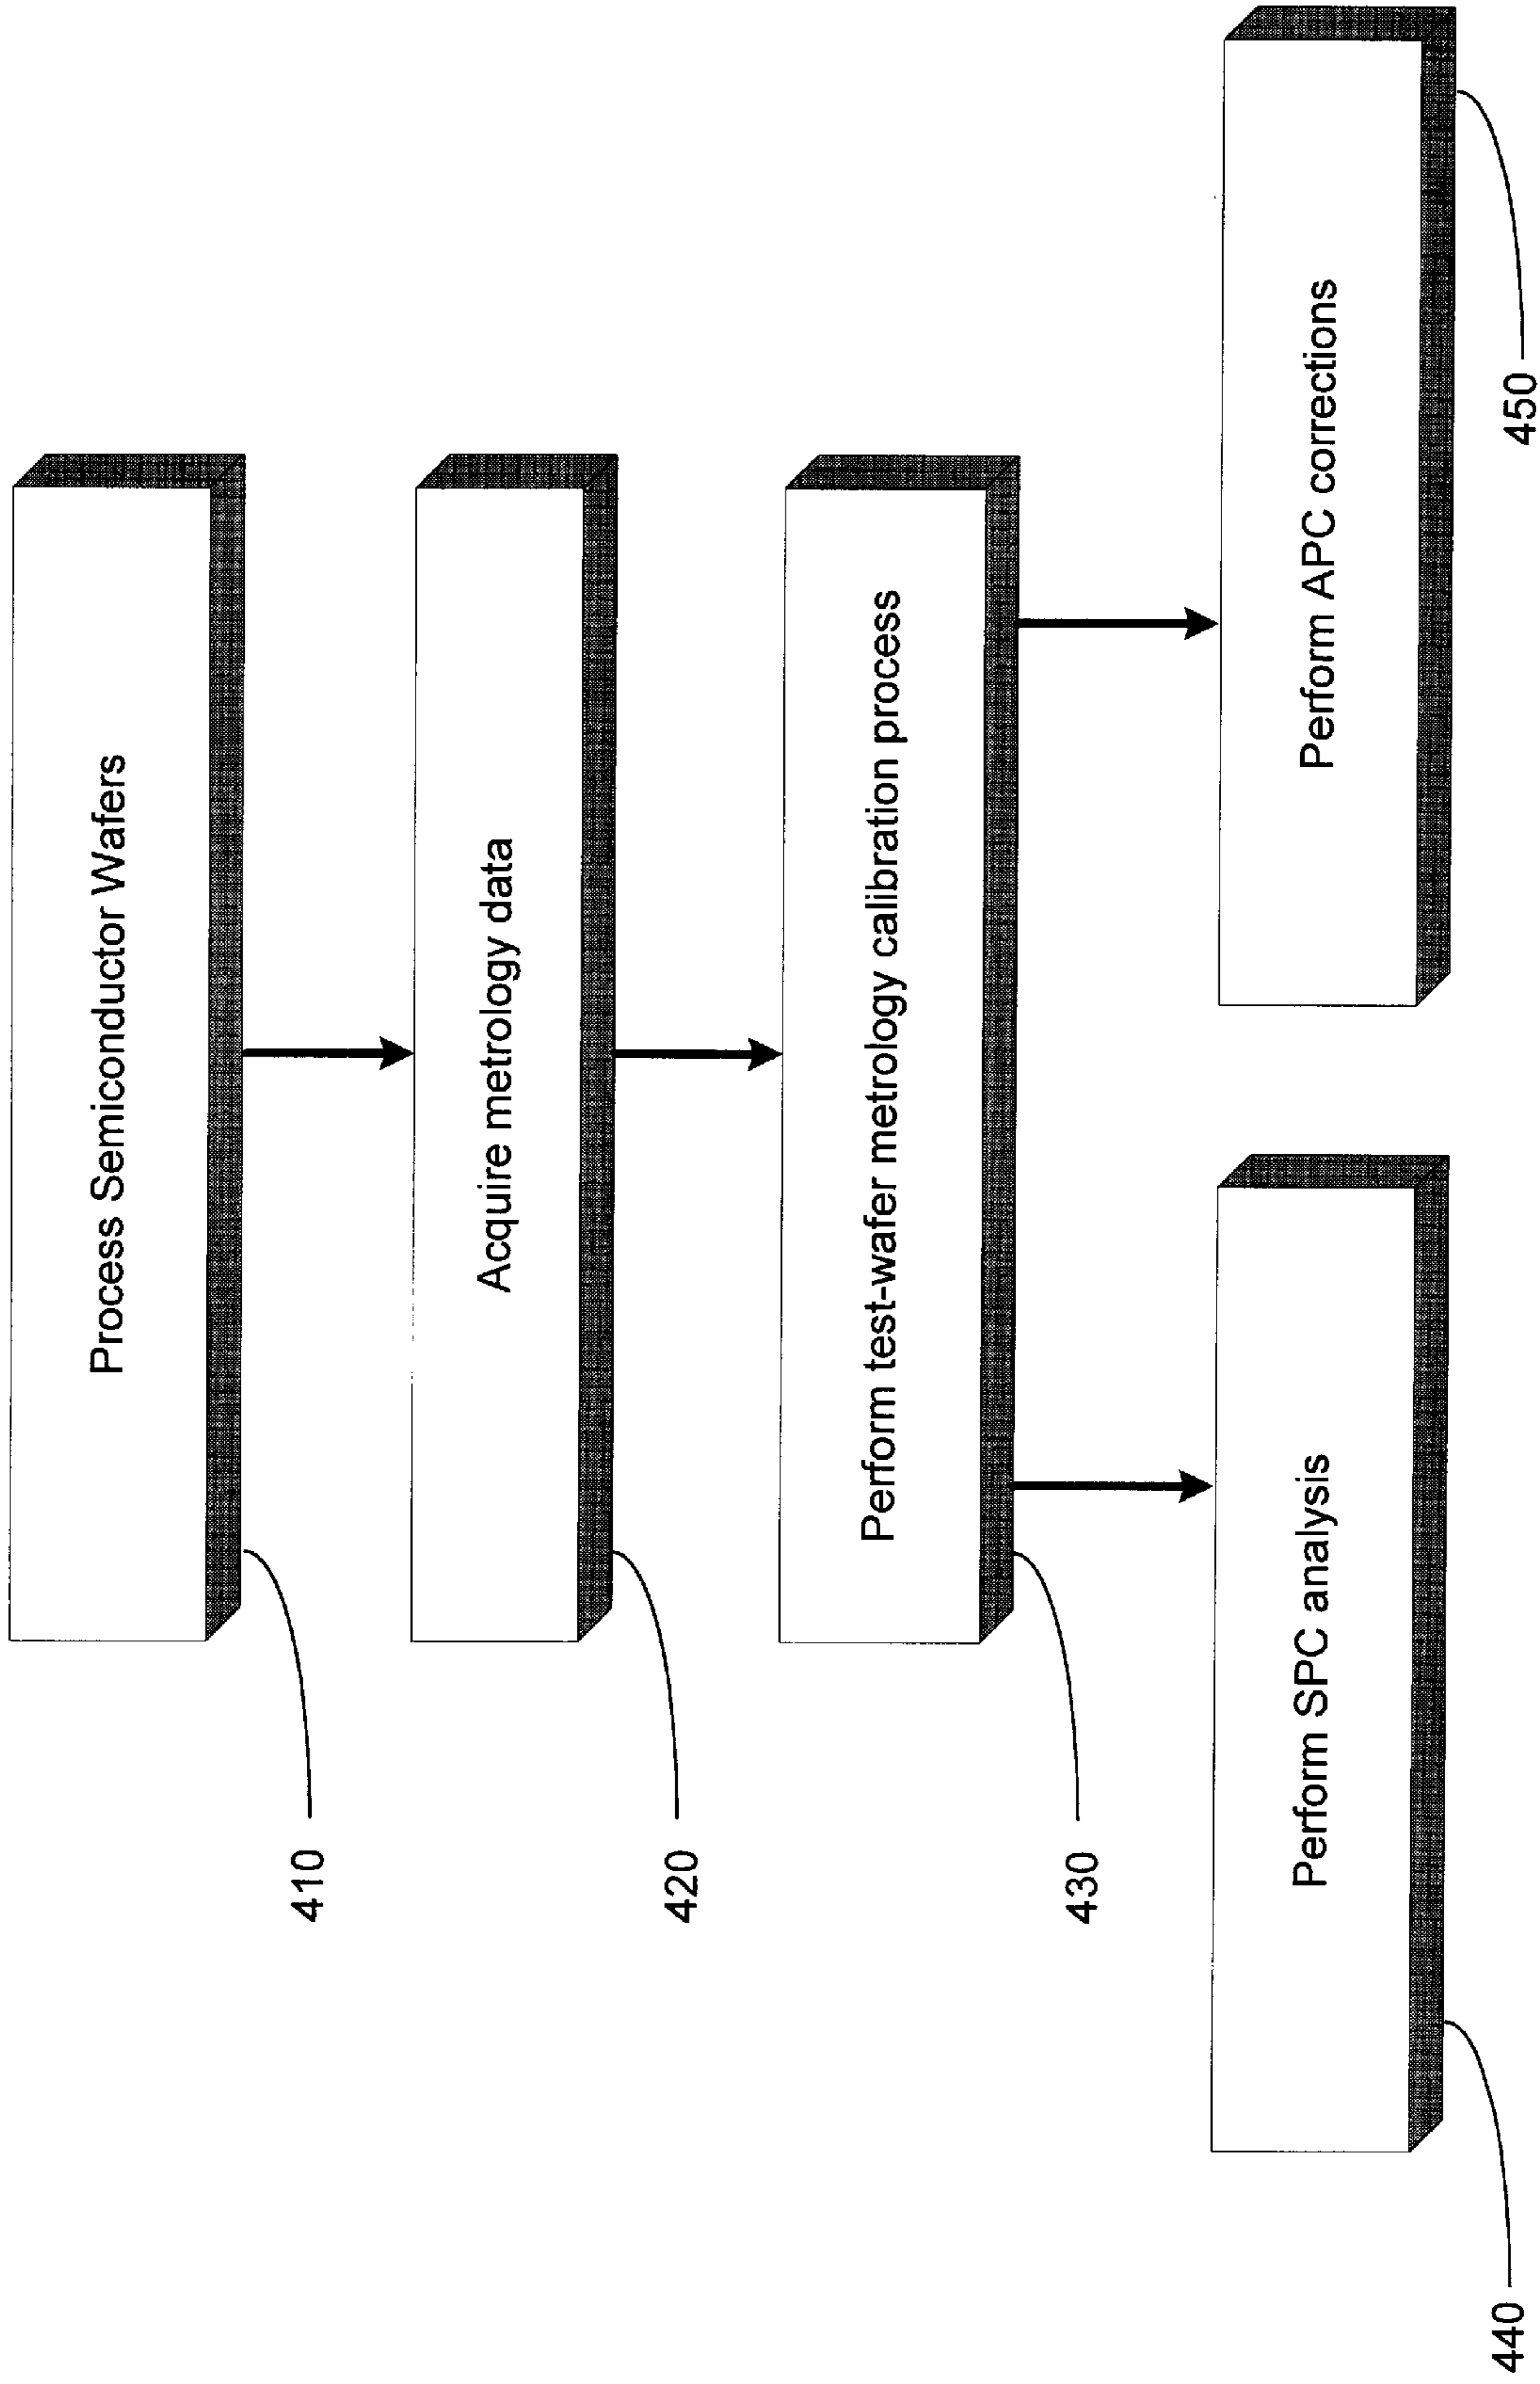 Process Semiconductor Wafers
410
Acquire metrology data
420
Perform test-wafer metrology calibration process
430
Perform SPC analysis
440
Perform APC corrections
450